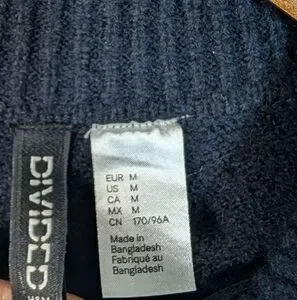 DIVIDED
H&M
EUR M
US M
CA M
MX M
CN 170/96A
Made in
Bangladesh
Fabriqué au
Bangladesh